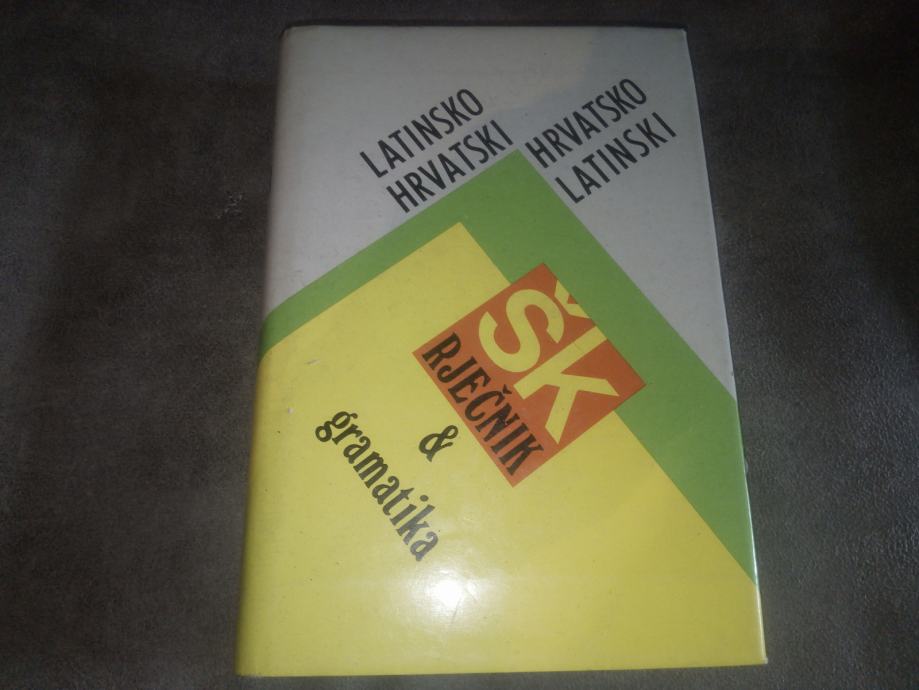 LATINSKO
HRVATSKI
HRVATSKO
LATINSKI
ŠK
RJEČNIK
&
gramatika